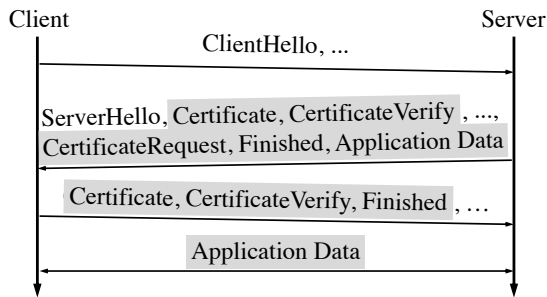 Client
Server
ClientHello, ...
ServerHello, Certificate, CertificateVerify , ...,
CertificateRequest, Finished, Application Data
Certificate, CertificateVerify, Finished , ...
Application Data